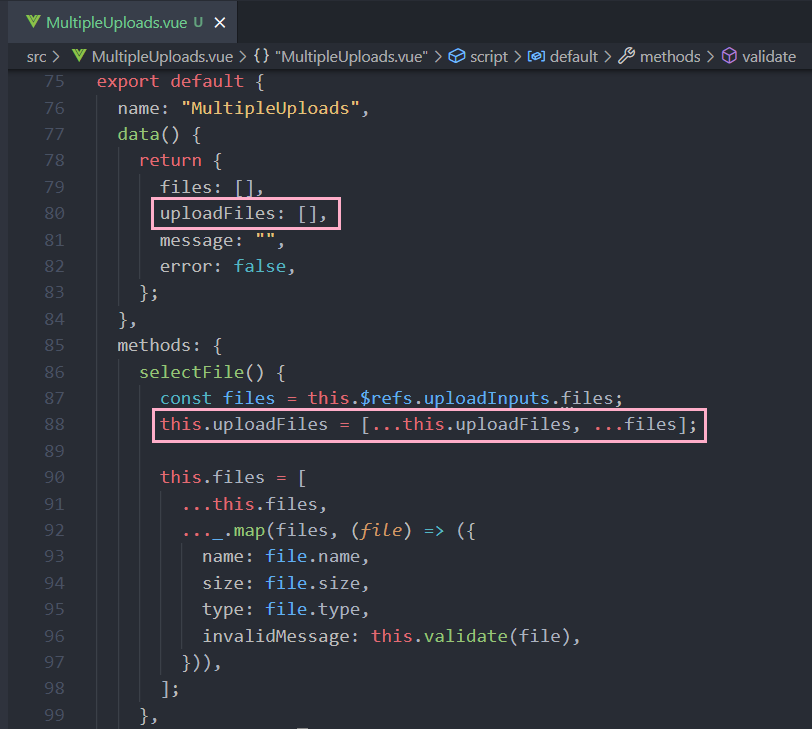 MultipleUploads.vue U ×
src > MultipleUploads.vue > {} "MultipleUploads.vue" > script > default > methods > validate
75 export default {
76 name: "MultipleUploads",
77 data() {
78 return {
79 files: [],
80 uploadFiles: [],
81 message: "",
82 error: false,
83 };
84 },
85 methods: {
86 selectFile() {
87 const files = this.$refs.uploadInputs.files;
88 this.uploadFiles = [...this.uploadFiles, ...files];
89
90 this.files = [
91 ...this.files,
92 ..._.map(files, (file) => ({
93 name: file.name,
94 size: file.size,
95 type: file.type,
96 invalidMessage: this.validate(file),
97 })),
98 ];
99 },